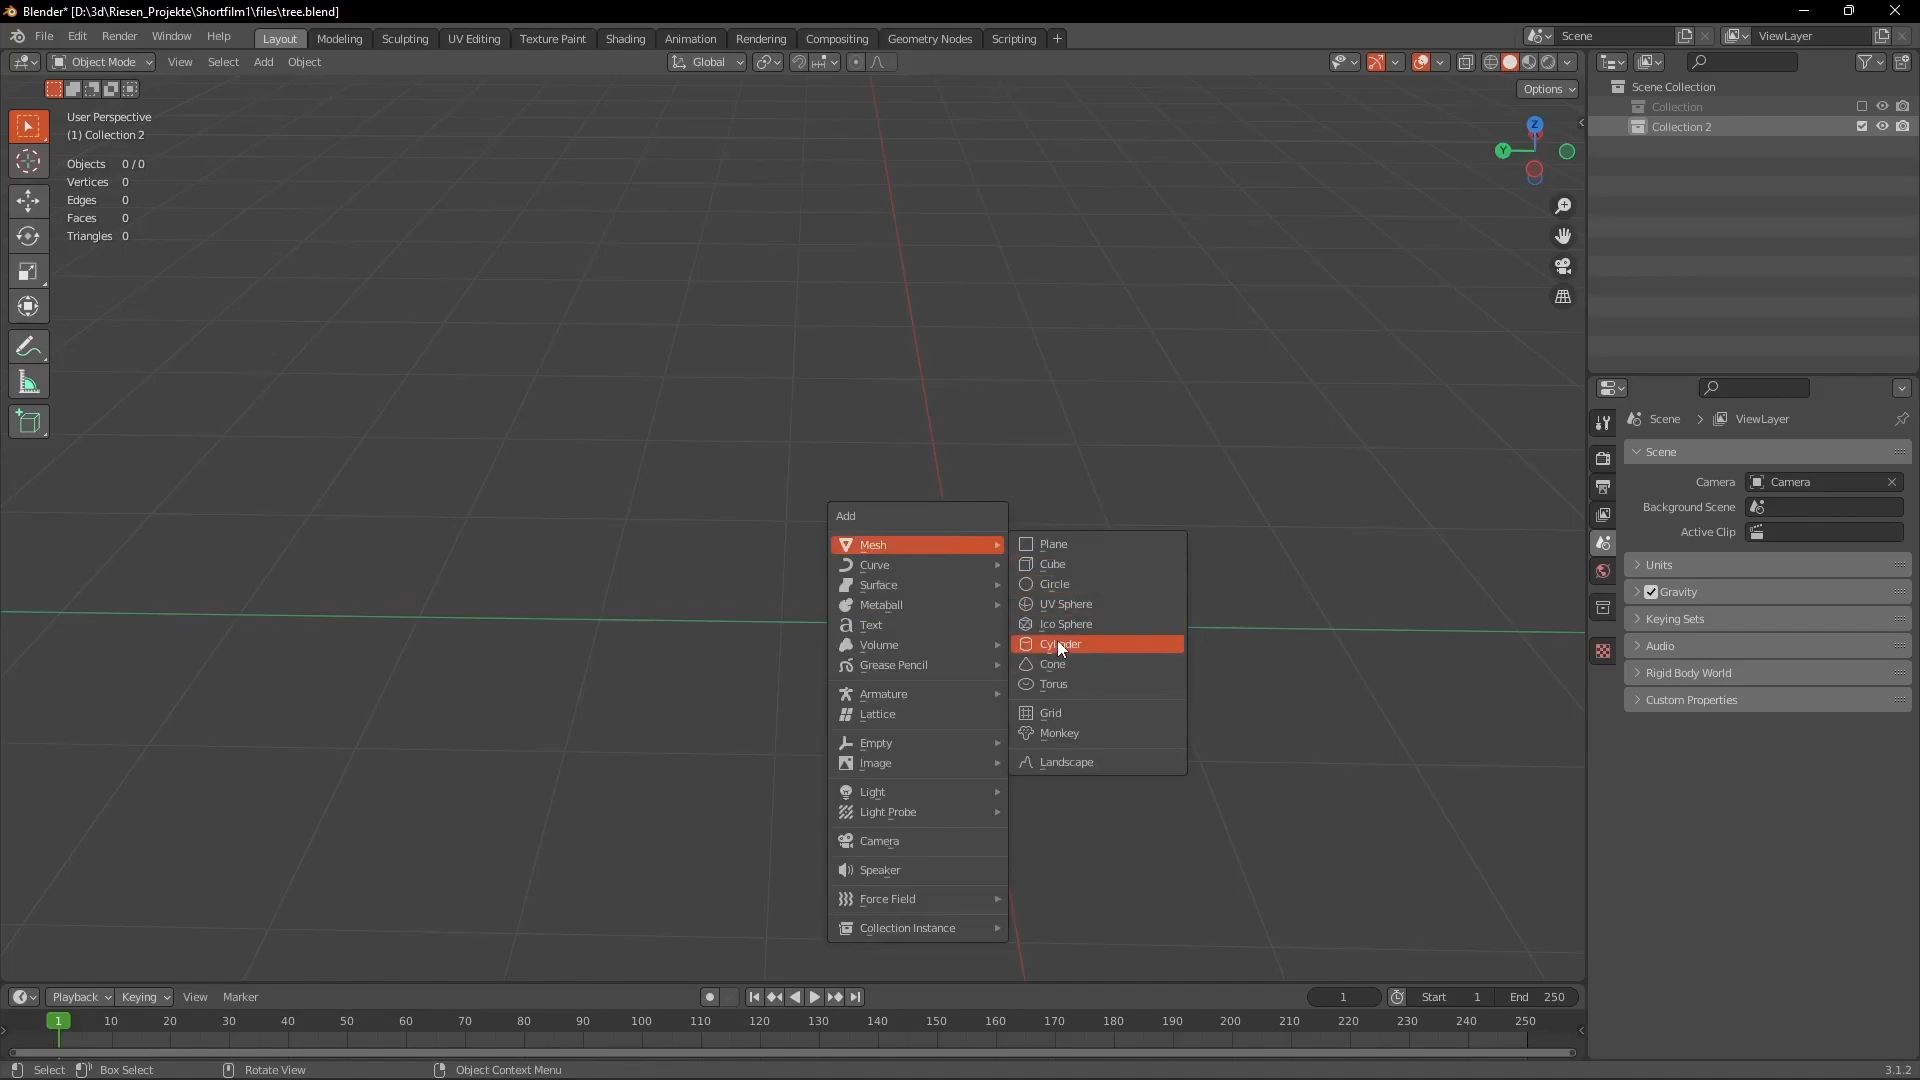 Blender* [D:\3d\Riesen_Projekte\Shortfilm1\files\tree.blend]
File Edit Render Window Help Layout Modeling Sculpting UV Editing Texture Paint Shading Animation Rendering Compositing Geometry Nodes Scripting + Scene ViewLayer
Object Mode View Select Add Object Global
Options
User Perspective
(1) Collection 2
Objects 0/0
Vertices 0
Edges 0
Faces 0
Triangles 0
Z
Y
Add
Mesh
Curve
Surface
Metaball
Text
Volume
Grease Pencil
Armature
Lattice
Empty
Image
Light
Light Probe
Camera
Speaker
Force Field
Collection Instance
Plane
Cube
Circle
UV Sphere
Ico Sphere
Cylinder
Cone
Torus
Grid
Monkey
Landscape
Scene Collection
Collection
Collection 2
Scene > ViewLayer
Scene
Camera Camera
Background Scene
Active Clip
Units
Gravity
Keying Sets
Audio
Rigid Body World
Custom Properties
Playback Keying View Marker 1 Start 1 End 250
1 10 20 30 40 50 60 70 80 90 100 110 120 130 140 150 160 170 180 190 200 210 220 230 240 250
Select Box Select Rotate View Object Context Menu 3.1.2